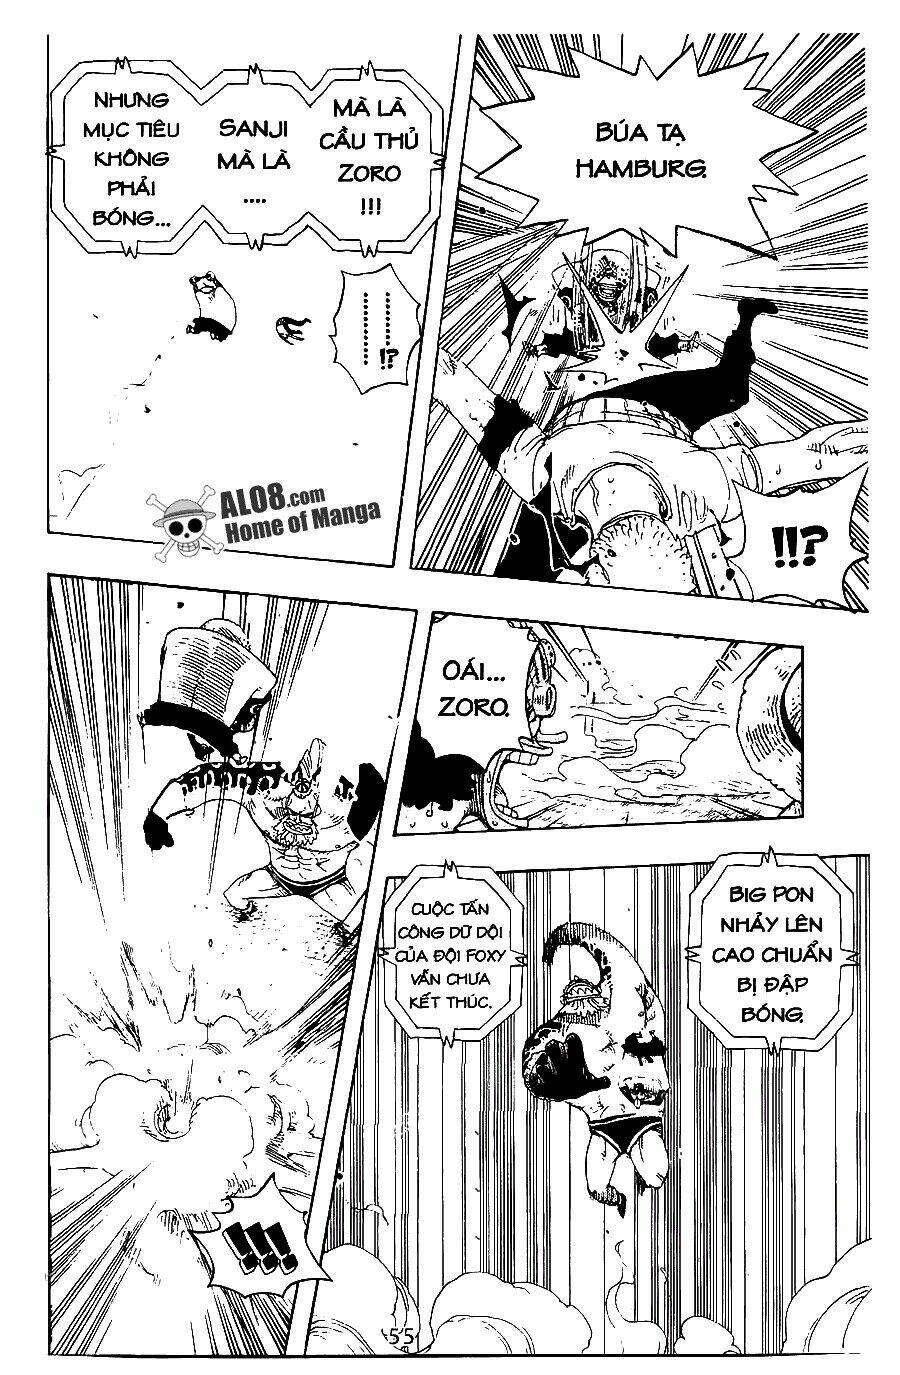 BÚA TẠ
HAMBURG.
!!?
MÀ LÀ
CẦU THỦ
ZORO
!!!
SANJI
MÀ LÀ
....
NHƯNG
MỤC TIÊU
KHÔNG
PHẢI
BÓNG...
.......... !?
AL08.com
Home of Manga
OÁI...
ZORO.
!!!!
BIG PON
NHẢY LÊN
CAO CHUẨN
BỊ ĐẬP
BÓNG.
CUỘC TẤN
CÔNG DỮ DỘI
CỦA ĐỘI FOXY
VẪN CHƯA
KẾT THÚC.
55